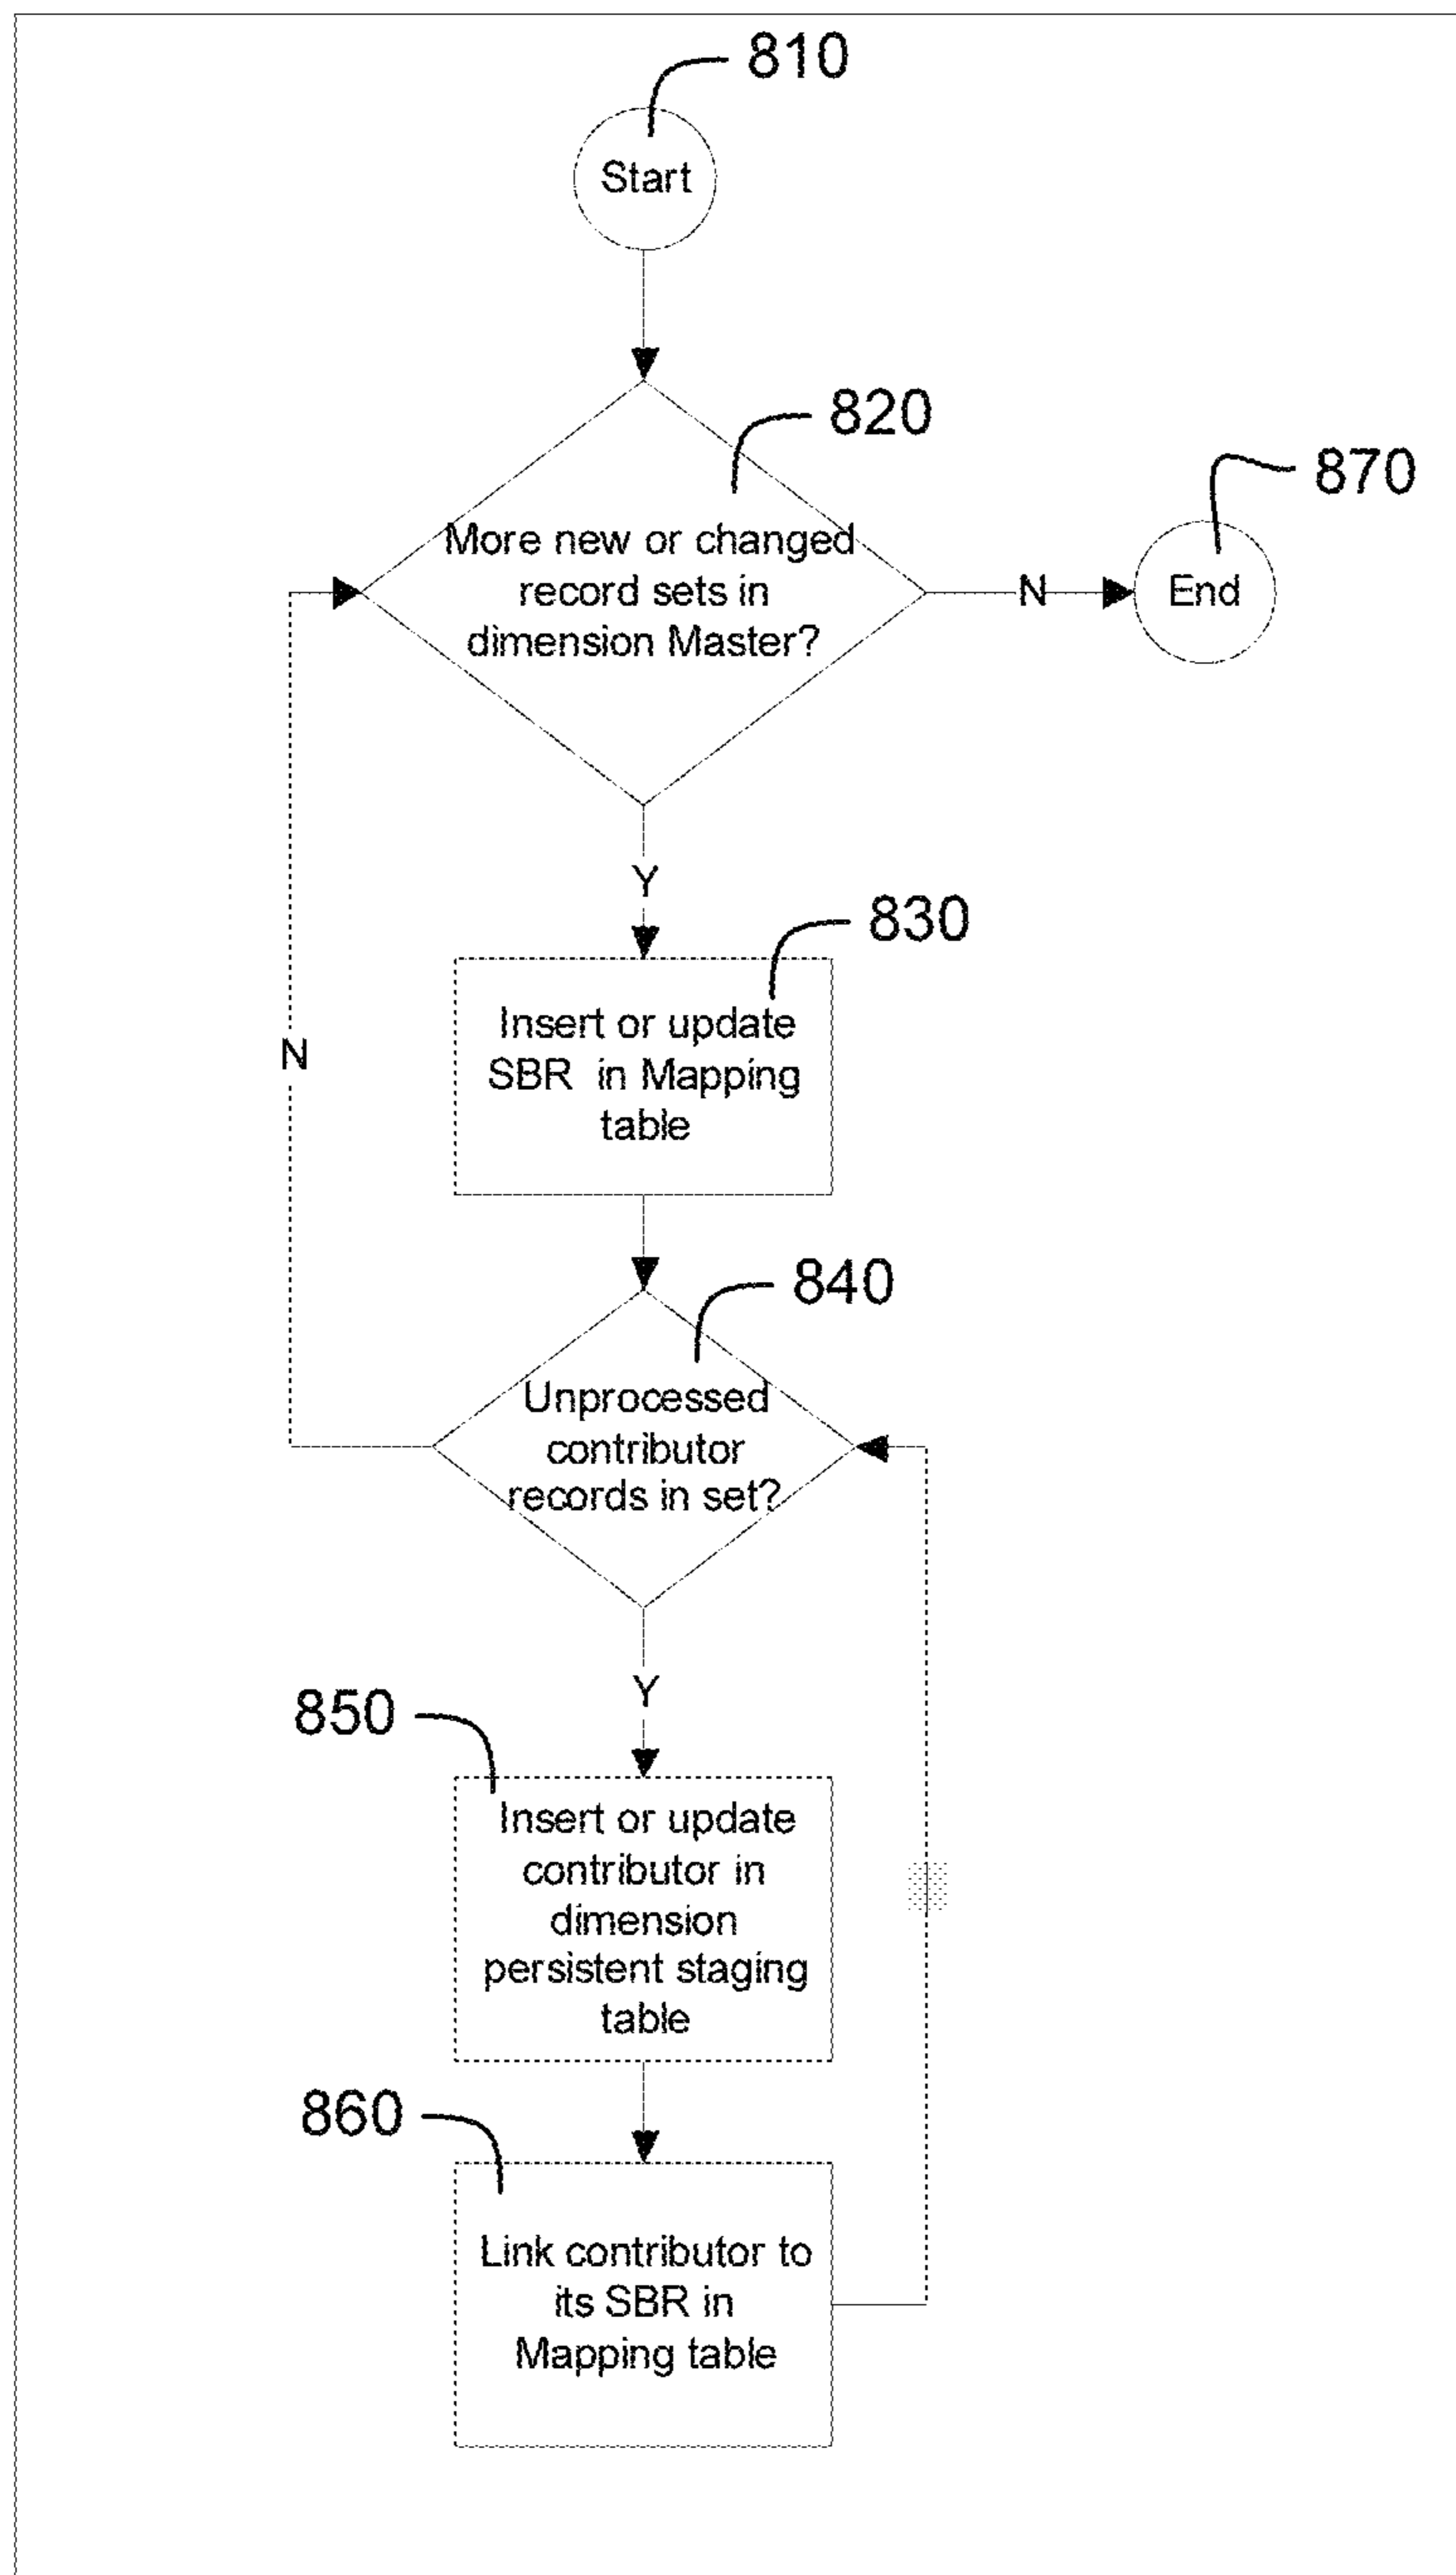 810
Start
820
More new or changed
record sets in
dimension Master?
N
870
End
Y
830
Insert or update
SBR in Mapping
table
N
840
Unprocessed
contributor
records in set?
Y
850
Insert or update
contributor in
dimension
persistent staging
table
860
Link contributor to
its SBR in
Mapping table